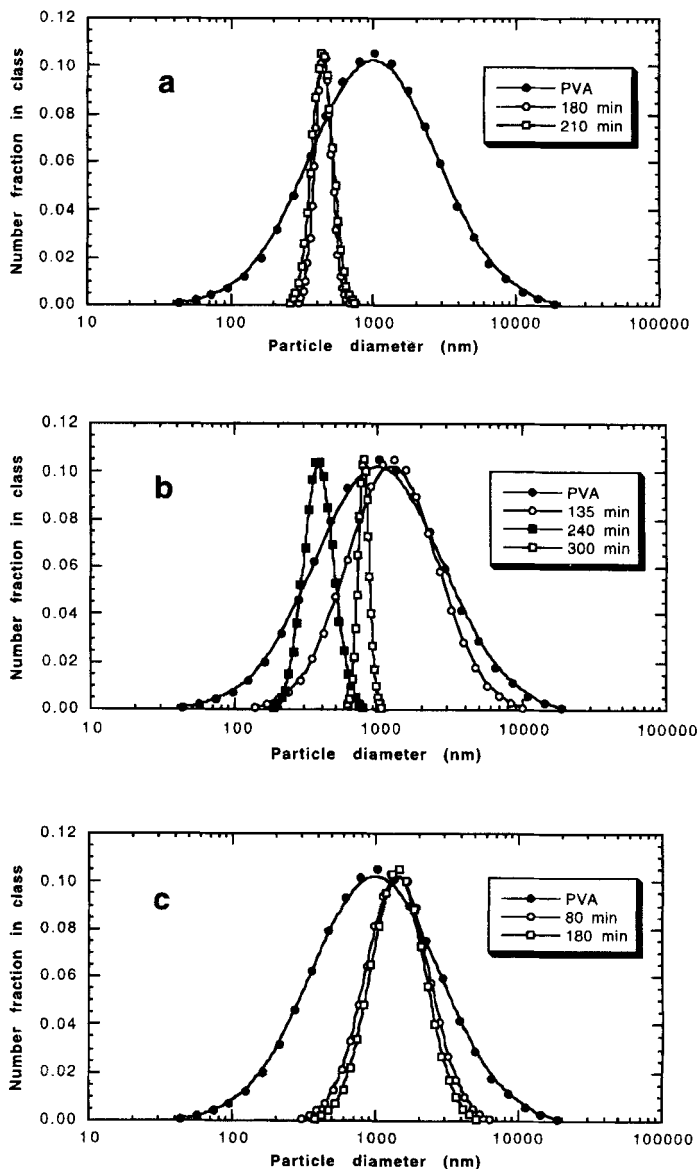 0.12
0.10
0.08
0.06
0.04
0.02
0.00
Number fraction in class
a
PVA
180 min
210 min
10
100
1000
10000
100000
Particle diameter (nm)
0.12
0.10
0.08
0.06
0.04
0.02
0.00
Number fraction in class
b
PVA
135 min
240 min
300 min
10
100
1000
10000
100000
Particle diameter (nm)
0.12
0.10
0.08
0.06
0.04
0.02
0.00
Number fraction in class
c
PVA
80 min
180 min
10
100
1000
10000
100000
Particle diameter (nm)